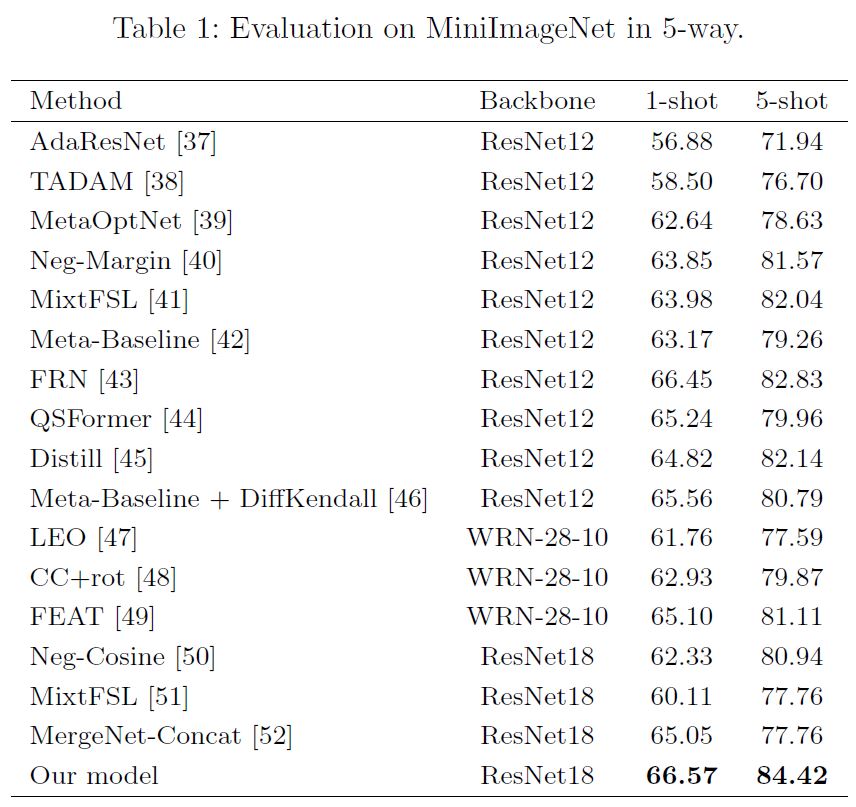 Table 1: Evaluation on MiniImageNet in 5-way.
Method Backbone 1-shot 5-shot
AdaResNet [37] ResNet12 56.88 71.94
TADAM [38] ResNet12 58.50 76.70
MetaOptNet [39] ResNet12 62.64 78.63
Neg-Margin [40] ResNet12 63.85 81.57
MixtFSL [41] ResNet12 63.98 82.04
Meta-Baseline [42] ResNet12 63.17 79.26
FRN [43] ResNet12 66.45 82.83
QSFormer [44] ResNet12 65.24 79.96
Distill [45] ResNet12 64.82 82.14
Meta-Baseline + DiffKendall [46] ResNet12 65.56 80.79
LEO [47] WRN-28-10 61.76 77.59
CC+rot [48] WRN-28-10 62.93 79.87
FEAT [49] WRN-28-10 65.10 81.11
Neg-Cosine [50] ResNet18 62.33 80.94
MixtFSL [51] ResNet18 60.11 77.76
MergeNet-Concat [52] ResNet18 65.05 77.76
Our model ResNet18 66.57 84.42